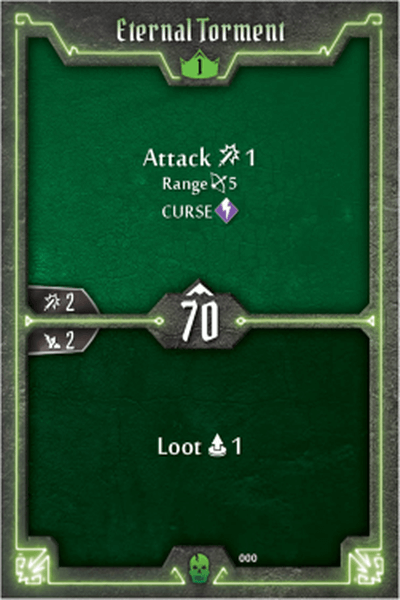 Eternal Torment
1
Attack 1
Range 5
CURSE
2
70
2
Loot 1
000